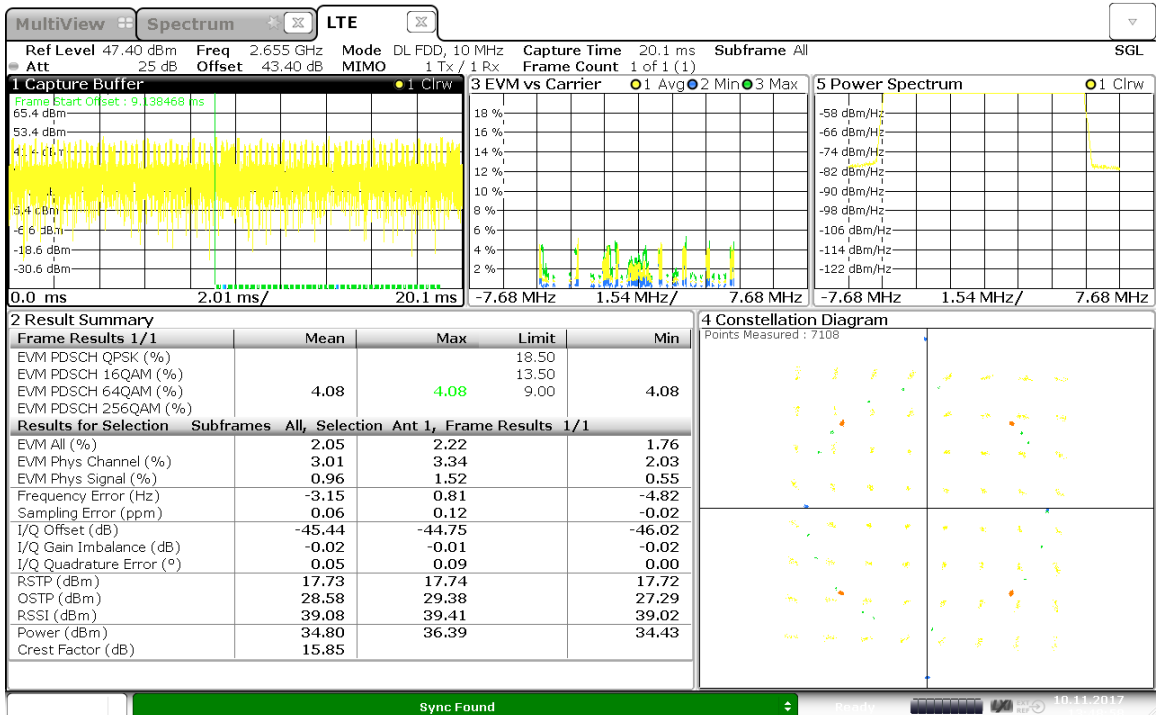 MultiView Spectrum LTE
Ref Level 47.40 dBm Freq 2.655 GHz Mode DL FDD, 10 MHz Capture Time 20.1 ms Subframe All SGL
Att 25 dB Offset 43.40 dB MIMO 1 Tx / 1 Rx Frame Count 1 of 1 (1)
1 Capture Buffer 1 Clrw
Frame Start Offset : 9.138468 ms
65.4 dBm
53.4 dBm
5.4 dBm
-6.6 dBm
-18.6 dBm
-30.6 dBm
0.0 ms 2.01 ms/ 20.1 ms
3 EVM vs Carrier 1 Avg 2 Min 3 Max
18 %
16 %
14 %
12 %
10 %
8 %
6 %
4 %
2 %
-7.68 MHz 1.54 MHz/ 7.68 MHz
5 Power Spectrum 1 Clrw
-58 dBm/Hz
-66 dBm/Hz
-74 dBm/Hz
-82 dBm/Hz
-90 dBm/Hz
-98 dBm/Hz
-106 dBm/Hz
-114 dBm/Hz
-122 dBm/Hz
-7.68 MHz 1.54 MHz/ 7.68 MHz
2 Result Summary
Frame Results 1/1 Mean Max Limit Min
EVM PDSCH QPSK (%) 18.50
EVM PDSCH 16QAM (%) 13.50
EVM PDSCH 64QAM (%) 4.08 4.08 9.00 4.08
EVM PDSCH 256QAM (%)
Results for Selection Subframes All, Selection Ant 1, Frame Results 1/1
EVM All (%) 2.05 2.22 1.76
EVM Phys Channel (%) 3.01 3.34 2.03
EVM Phys Signal (%) 0.96 1.52 0.55
Frequency Error (Hz) -3.15 0.81 -4.82
Sampling Error (ppm) 0.06 0.12 -0.02
I/Q Offset (dB) -45.44 -44.75 -46.02
I/Q Gain Imbalance (dB) -0.02 -0.01 -0.02
I/Q Quadrature Error (º) 0.05 0.09 0.00
RSTP (dBm) 17.73 17.74 17.72
OSTP (dBm) 28.58 29.38 27.29
RSSI (dBm) 39.08 39.41 39.02
Power (dBm) 34.80 36.39 34.43
Crest Factor (dB) 15.85
4 Constellation Diagram
Points Measured : 7108
Sync Found Ready 10.11.2017